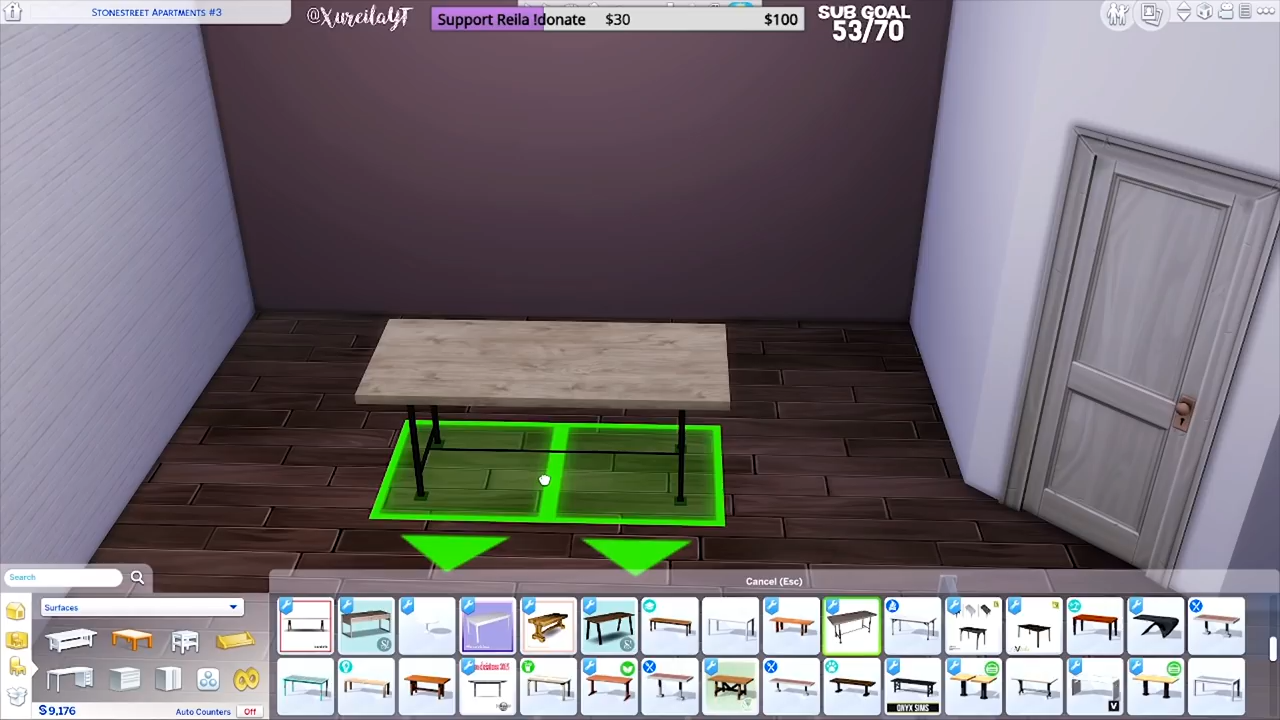 STONESTREET APARTMENTS #3
@XureilaYT
Support Reila !donate $30 $100
SUB GOAL
53/70
Cancel (Esc)
Search
Surfaces
ONYX SIMS
$9,176
Auto Counters Off